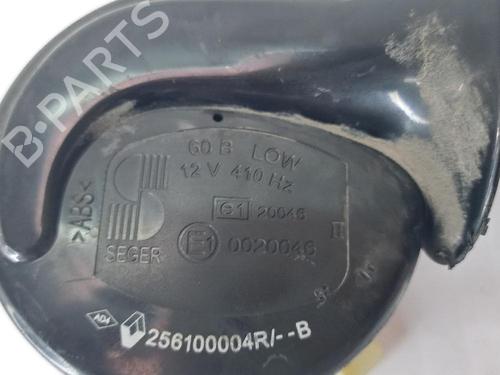 B-PARTS
60 B LOW
12 V 410 Hz
>ABS<
SEGER
20046
E1 0020046
256100004R/--B